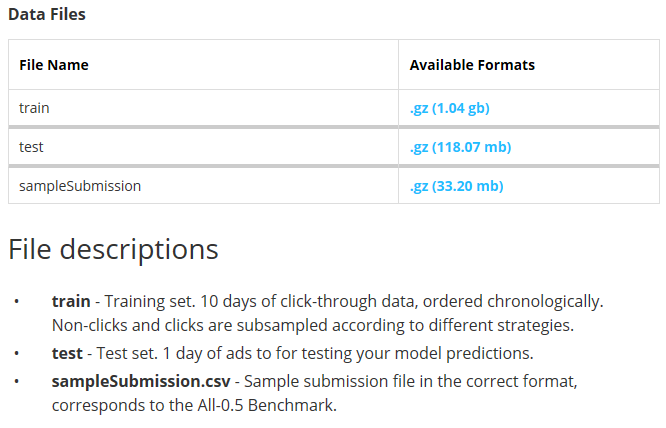 Data Files
File Name Available Formats
train .gz (1.04 gb)
test .gz (118.07 mb)
sampleSubmission .gz (33.20 mb)
File descriptions
• train - Training set. 10 days of click-through data, ordered chronologically.
Non-clicks and clicks are subsampled according to different strategies.
• test - Test set. 1 day of ads to for testing your model predictions.
• sampleSubmission.csv - Sample submission file in the correct format,
corresponds to the All-0.5 Benchmark.